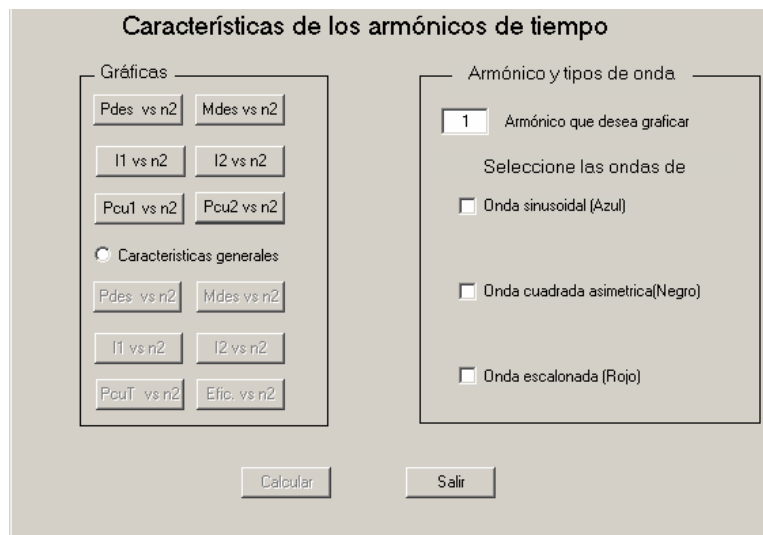 Características de los armónicos de tiempo
Gráficas
Pdes vs n2 Mdes vs n2
I1 vs n2 I2 vs n2
Pcu1 vs n2 Pcu2 vs n2
Caracteristicas generales
Pdes vs n2 Mdes vs n2
I1 vs n2 I2 vs n2
PcuT vs n2 Efic. vs n2
Armónico y tipos de onda
1 Armónico que desea graficar
Seleccione las ondas de
Onda sinusoidal (Azul)
Onda cuadrada asimetrica(Negro)
Onda escalonada (Rojo)
Calcular Salir